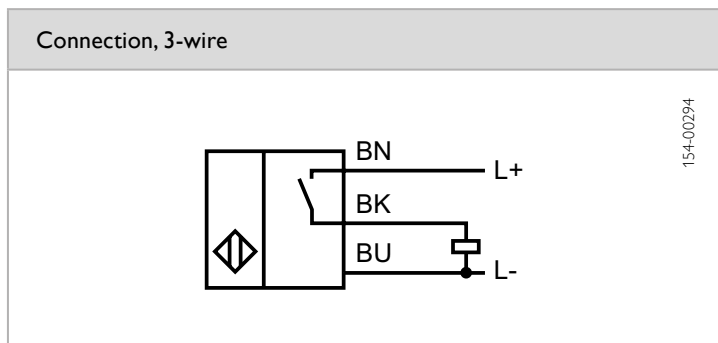 Connection, 3-wire
154-00294
BN
L+
BK
BU
L-